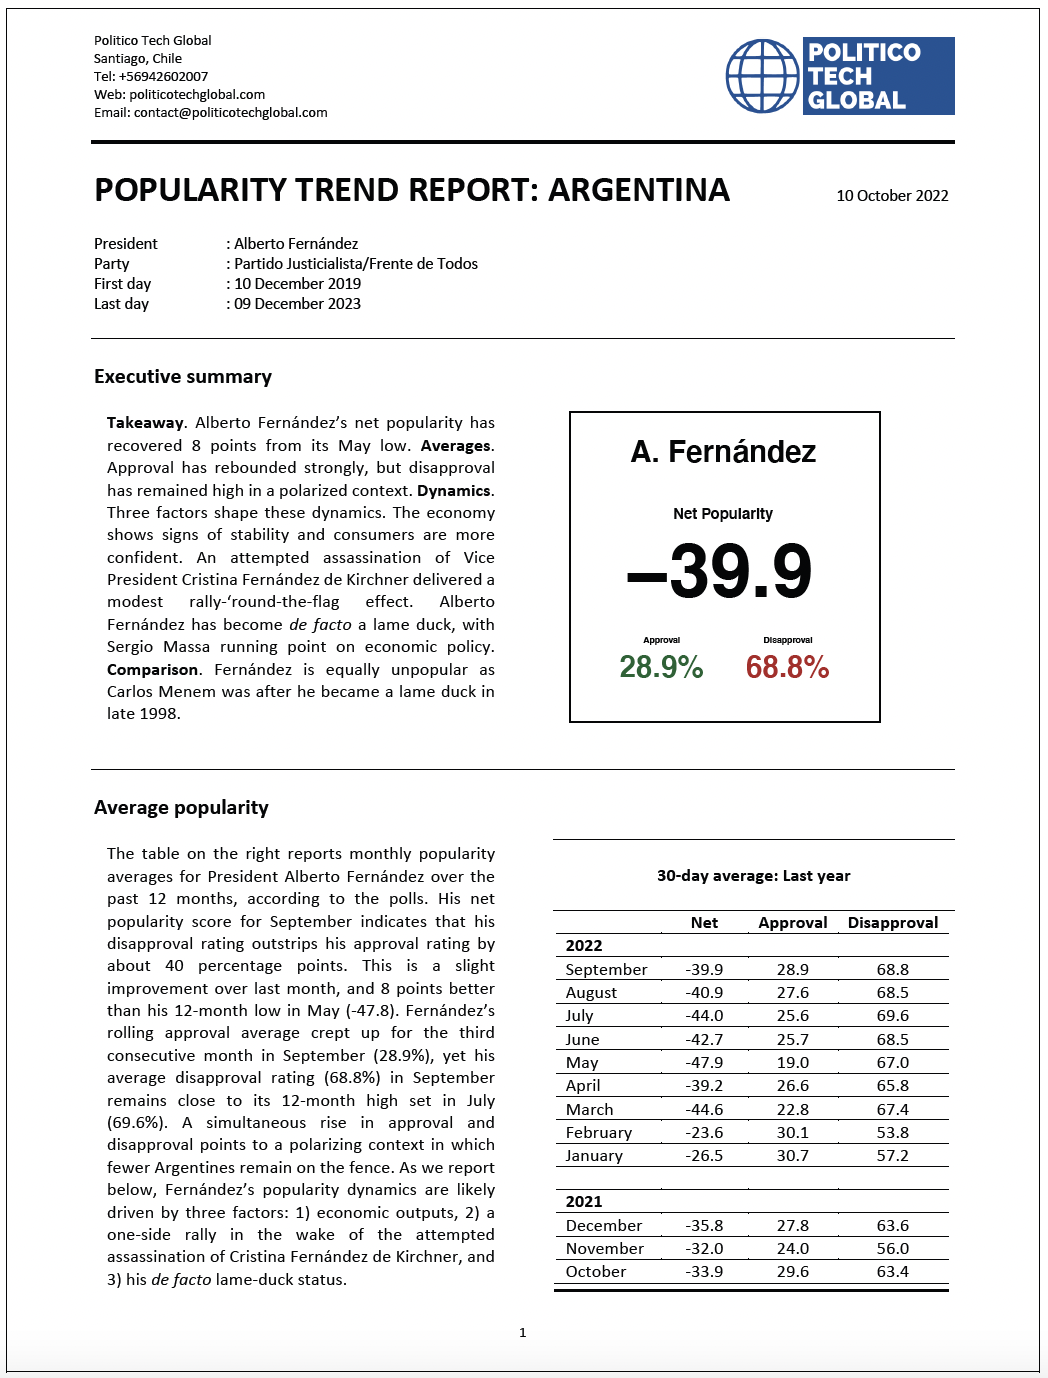 Politico Tech Global
Santiago, Chile
Tel: +56942602007
Web: politicotechglobal.com
Email: contact@politicotechglobal.com
POLITICO
TECH
GLOBAL
POPULARITY TREND REPORT: ARGENTINA
10 October 2022
President : Alberto Fernández
Party : Partido Justicialista/Frente de Todos
First day : 10 December 2019
Last day : 09 December 2023
Executive summary
Takeaway. Alberto Fernández's net popularity has
recovered 8 points from its May low. Averages.
Approval has rebounded strongly, but disapproval
has remained high in a polarized context. Dynamics.
Three factors shape these dynamics. The economy
shows signs of stability and consumers are more
confident. An attempted assassination of Vice
President Cristina Fernández de Kirchner delivered a
modest rally-‘round-the-flag effect. Alberto
Fernández has become de facto a lame duck, with
Sergio Massa running point on economic policy.
Comparison. Fernández is equally unpopular as
Carlos Menem was after he became a lame duck in
late 1998.
A. Fernández
Net Popularity
–39.9
Approval Disapproval
28.9% 68.8%
Average popularity
The table on the right reports monthly popularity
averages for President Alberto Fernández over the
past 12 months, according to the polls. His net
popularity score for September indicates that his
disapproval rating outstrips his approval rating by
about 40 percentage points. This is a slight
improvement over last month, and 8 points better
than his 12-month low in May (-47.8). Fernández's
rolling approval average crept up for the third
consecutive month in September (28.9%), yet his
average disapproval rating (68.8%) in September
remains close to its 12-month high set in July
(69.6%). A simultaneous rise in approval and
disapproval points to a polarizing context in which
fewer Argentines remain on the fence. As we report
below, Fernández's popularity dynamics are likely
driven by three factors: 1) economic outputs, 2) a
one-side rally in the wake of the attempted
assassination of Cristina Fernández de Kirchner, and
3) his de facto lame-duck status.
30-day average: Last year
Net Approval Disapproval
2022
September -39.9 28.9 68.8
August -40.9 27.6 68.5
July -44.0 25.6 69.6
June -42.7 25.7 68.5
May -47.9 19.0 67.0
April -39.2 26.6 65.8
March -44.6 22.8 67.4
February -23.6 30.1 53.8
January -26.5 30.7 57.2
2021
December -35.8 27.8 63.6
November -32.0 24.0 56.0
October -33.9 29.6 63.4
1